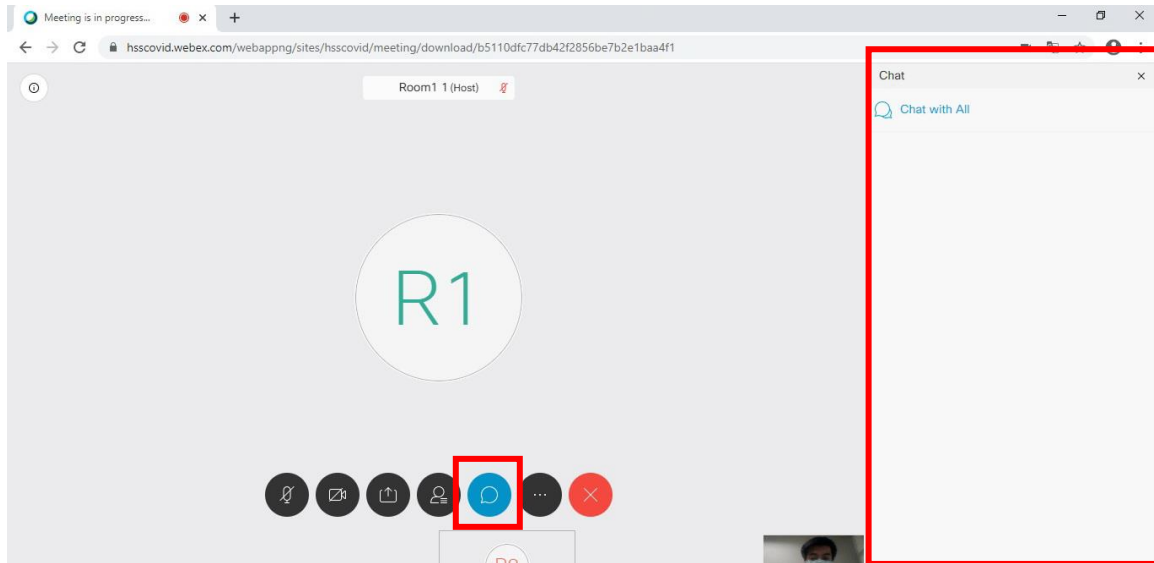 Meeting is in progress...
hsscovid.webex.com/webappng/sites/hsscovid/meeting/download/b5110dfc77db42f2856be7b2e1baa4f1
Room1 1 (Host)
Chat
Chat with All
R1